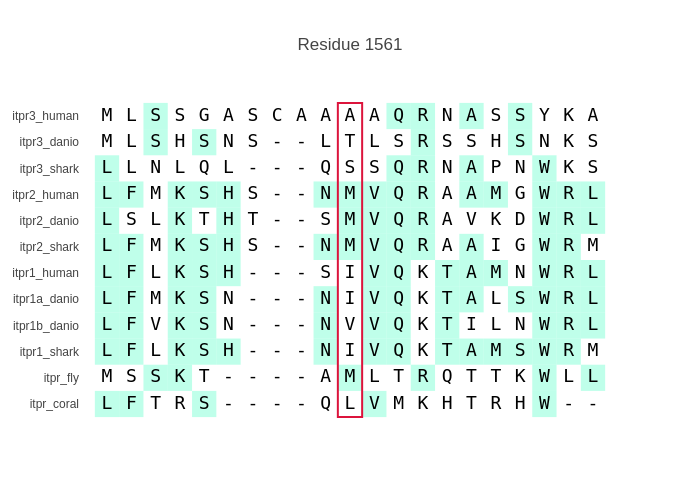 Residue 1561
itpr3_human M L S S G A S C A A A A Q R N A S S Y K A
itpr3_danio M L S H S N S - - L T L S R S S H S N K S
itpr3_shark L L N L Q L - - - Q S S Q R N A P N W K S
itpr2_human L F M K S H S - - N M V Q R A A M G W R L
itpr2_danio L S L K T H T - - S M V Q R A V K D W R L
itpr2_shark L F M K S H S - - N M V Q R A A I G W R M
itpr1_human L F L K S H - - - S I V Q K T A M N W R L
itpr1a_danio L F M K S N - - - N I V Q K T A L S W R L
itpr1b_danio L F V K S N - - - N V V Q K T I L N W R L
itpr1_shark L F L K S H - - - N I V Q K T A M S W R M
itpr_fly M S S K T - - - - A M L T R Q T T K W L L
itpr_coral L F T R S - - - - Q L V M K H T R H W - -